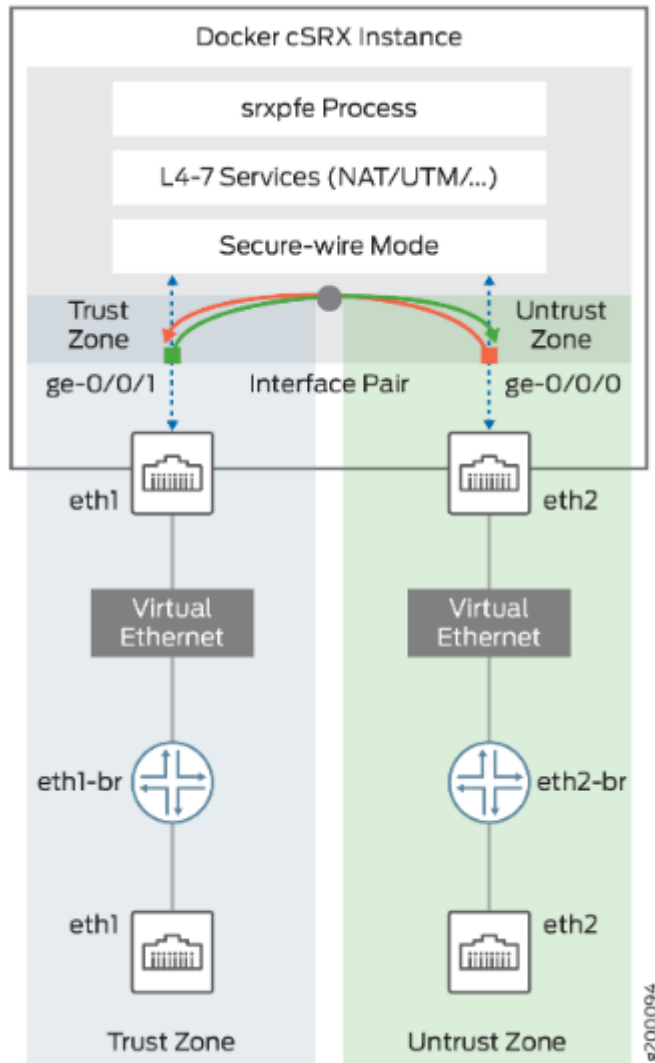 Docker cSRX Instance
srxpfe Process
L4-7 Services (NAT/UTM/...)
Secure-wire Mode
Trust
Zone
Untrust
Zone
ge-0/0/1
Interface Pair
ge-0/0/0
eth1
eth2
Virtual
Ethernet
Virtual
Ethernet
eth1-br
eth2-br
eth1
eth2
Trust Zone
Untrust Zone
g200094